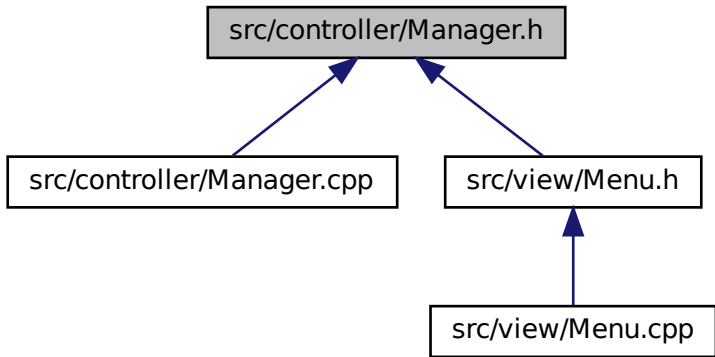 src/controller/Manager.h
src/controller/Manager.cpp
src/view/Menu.h
src/view/Menu.cpp